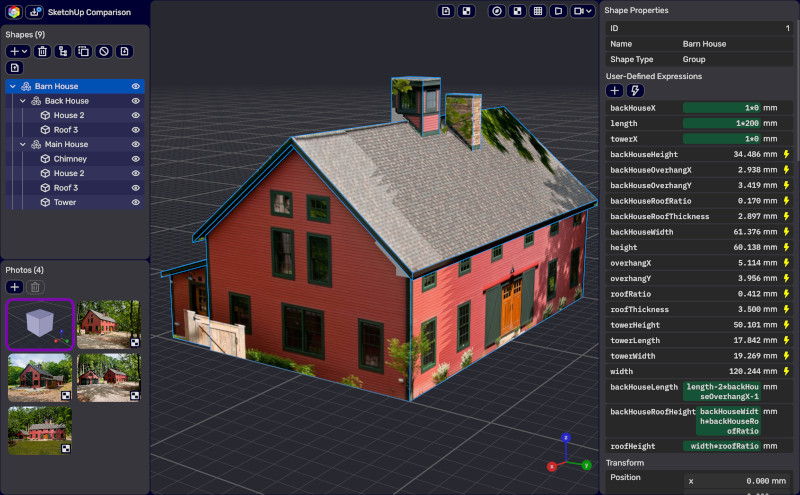 SketchUp Comparison
Shapes (9)
Barn House
Back House
House 2
Roof 3
Main House
Chimney
House 2
Roof 3
Tower
Photos (4)
Z
X
Y
Shape Properties
ID 1
Name Barn House
Shape Type Group
User-Defined Expressions
backHouseX 1*0 mm
length 1*200 mm
towerX 1*0 mm
backHouseHeight 34.486 mm
backHouseOverhangX 2.938 mm
backHouseOverhangY 3.419 mm
backHouseRoofRatio 0.170 mm
backHouseRoofThickness 2.897 mm
backHouseWidth 61.376 mm
height 60.138 mm
overhangX 5.114 mm
overhangY 3.956 mm
roofRatio 0.412 mm
roofThickness 3.500 mm
towerHeight 50.101 mm
towerLength 17.842 mm
towerWidth 19.269 mm
width 120.244 mm
backHouseLength length-2*backHou mm
seOverhangX-1
backHouseRoofHeight backHouseWidt mm
h*backHouseRo
ofRatio
roofHeight width*roofRatio mm
Transform
Position x 0.000 mm